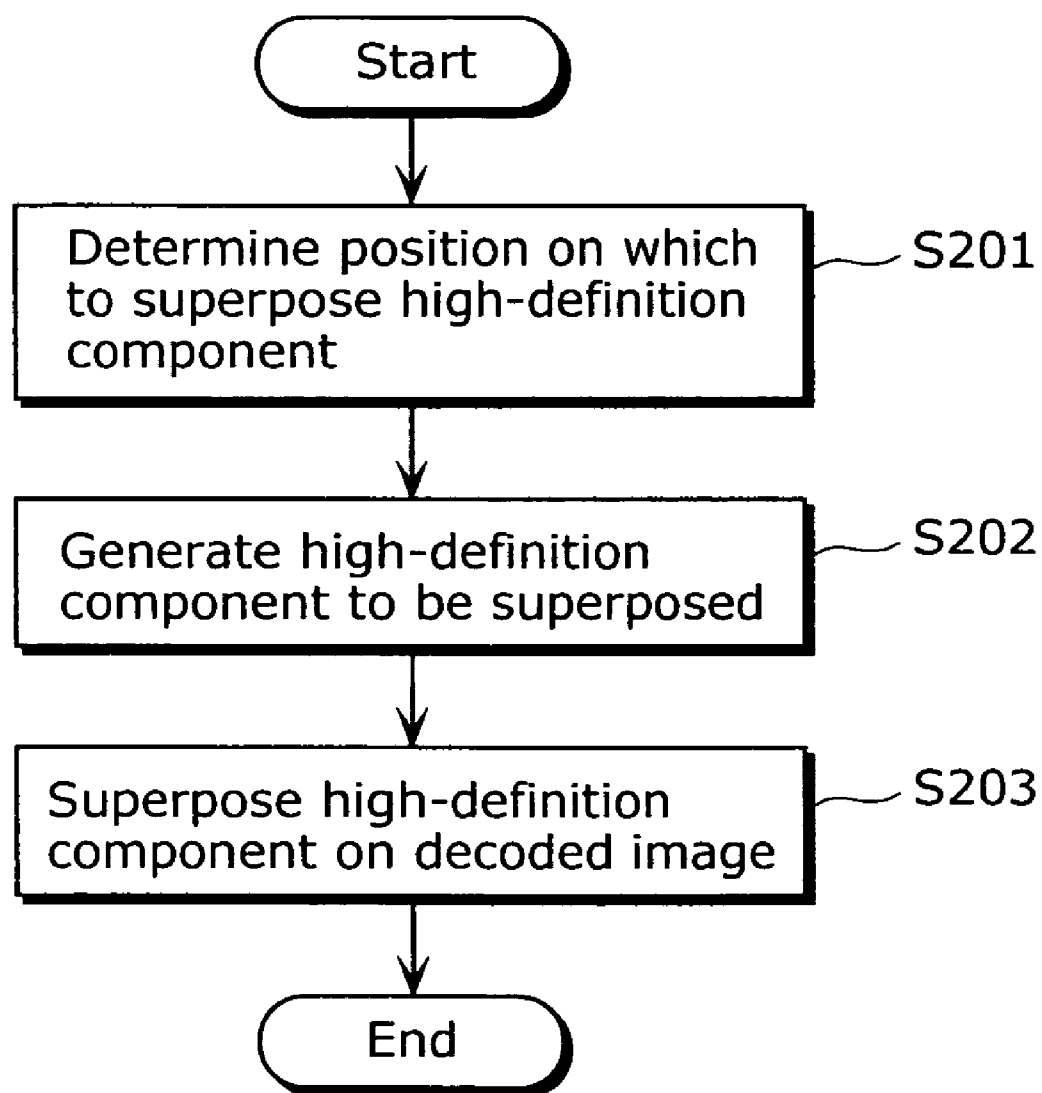 Start
Determine position on which
to superpose high-definition
component
S201
Generate high-definition
component to be superposed
S202
Superpose high-definition
component on decoded image
S203
End